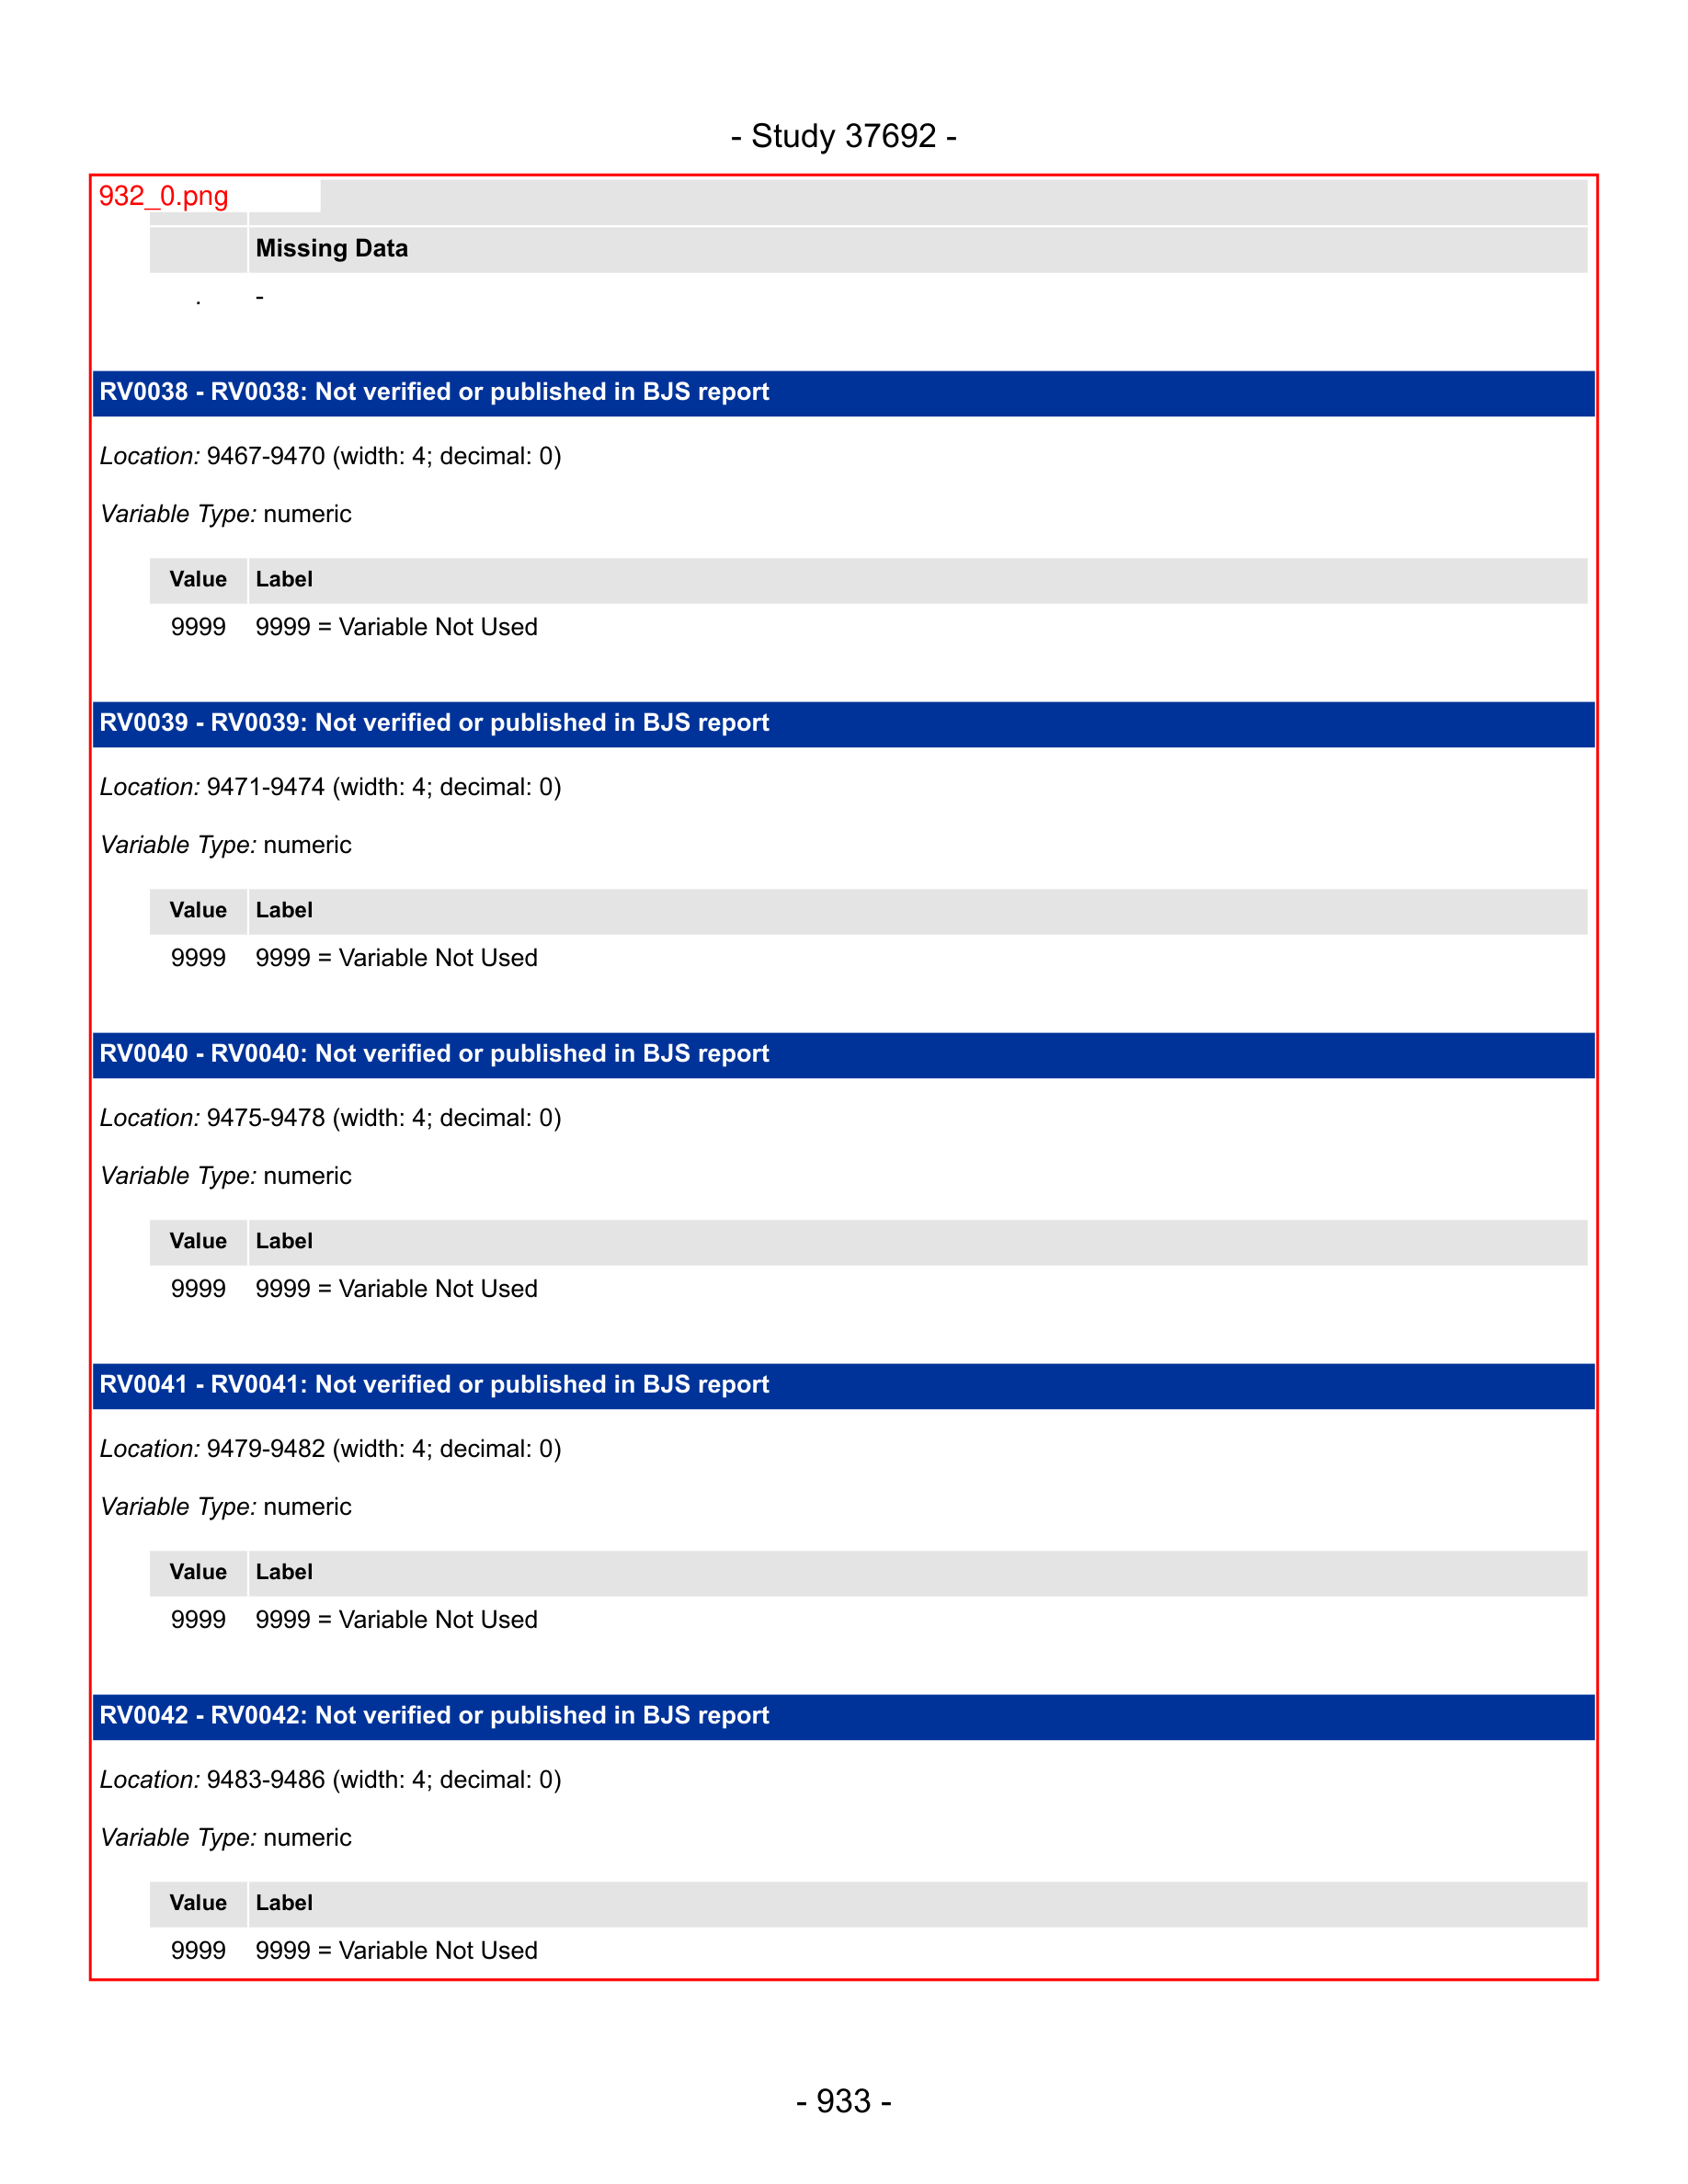 - Study 37692 -
932_0.png
Missing Data
. -
RV0038 - RV0038: Not verified or published in BJS report
Location: 9467-9470 (width: 4; decimal: 0)
Variable Type: numeric
Value Label
9999 9999 = Variable Not Used
RV0039 - RV0039: Not verified or published in BJS report
Location: 9471-9474 (width: 4; decimal: 0)
Variable Type: numeric
Value Label
9999 9999 = Variable Not Used
RV0040 - RV0040: Not verified or published in BJS report
Location: 9475-9478 (width: 4; decimal: 0)
Variable Type: numeric
Value Label
9999 9999 = Variable Not Used
RV0041 - RV0041: Not verified or published in BJS report
Location: 9479-9482 (width: 4; decimal: 0)
Variable Type: numeric
Value Label
9999 9999 = Variable Not Used
RV0042 - RV0042: Not verified or published in BJS report
Location: 9483-9486 (width: 4; decimal: 0)
Variable Type: numeric
Value Label
9999 9999 = Variable Not Used
- 933 -